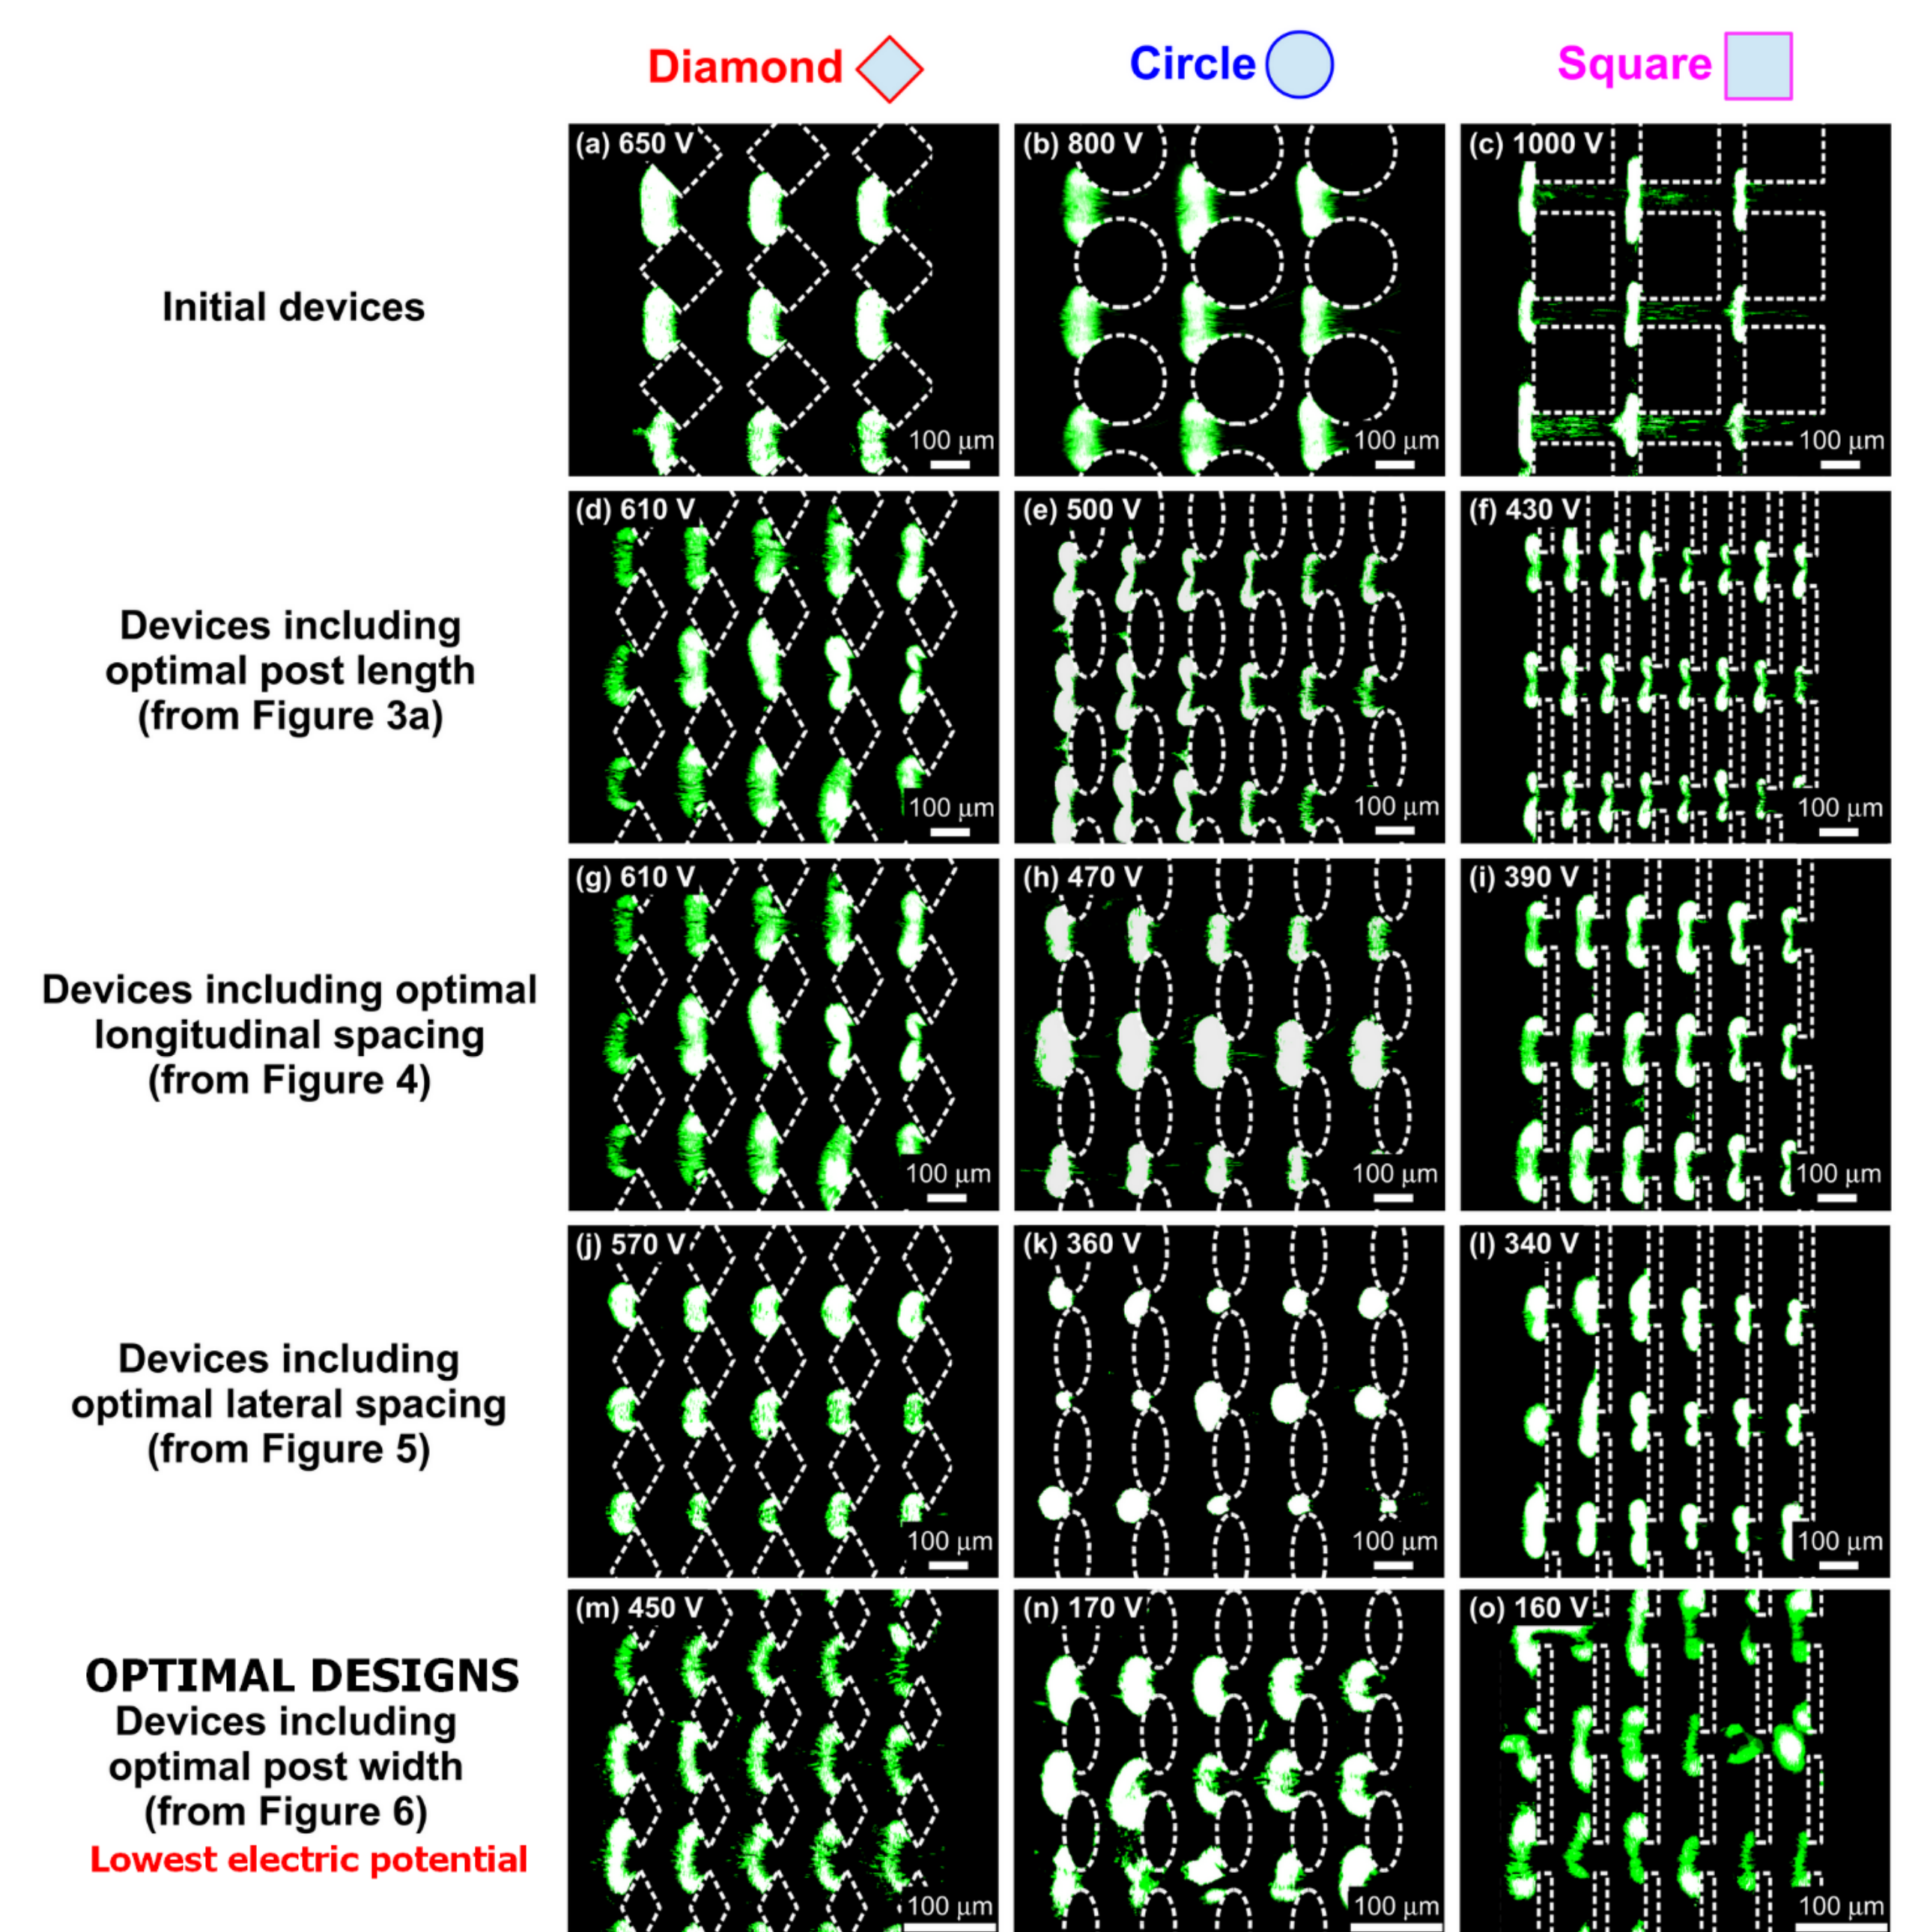 Diamond
Circle
Square
Initial devices
(a) 650 V
100 μm
(b) 800 V
100 μm
(c) 1000 V
100 μm
Devices including
optimal post length
(from Figure 3a)
(d) 610 V
100 μm
(e) 500 V
100 μm
(f) 430 V
100 μm
Devices including optimal
longitudinal spacing
(from Figure 4)
(g) 610 V
100 μm
(h) 470 V
100 μm
(i) 390 V
100 μm
Devices including
optimal lateral spacing
(from Figure 5)
(j) 570 V
100 μm
(k) 360 V
100 μm
(l) 340 V
100 μm
OPTIMAL DESIGNS
Devices including
optimal post width
(from Figure 6)
Lowest electric potential
(m) 450 V
100 μm
(n) 170 V
100 μm
(o) 160 V
100 μm